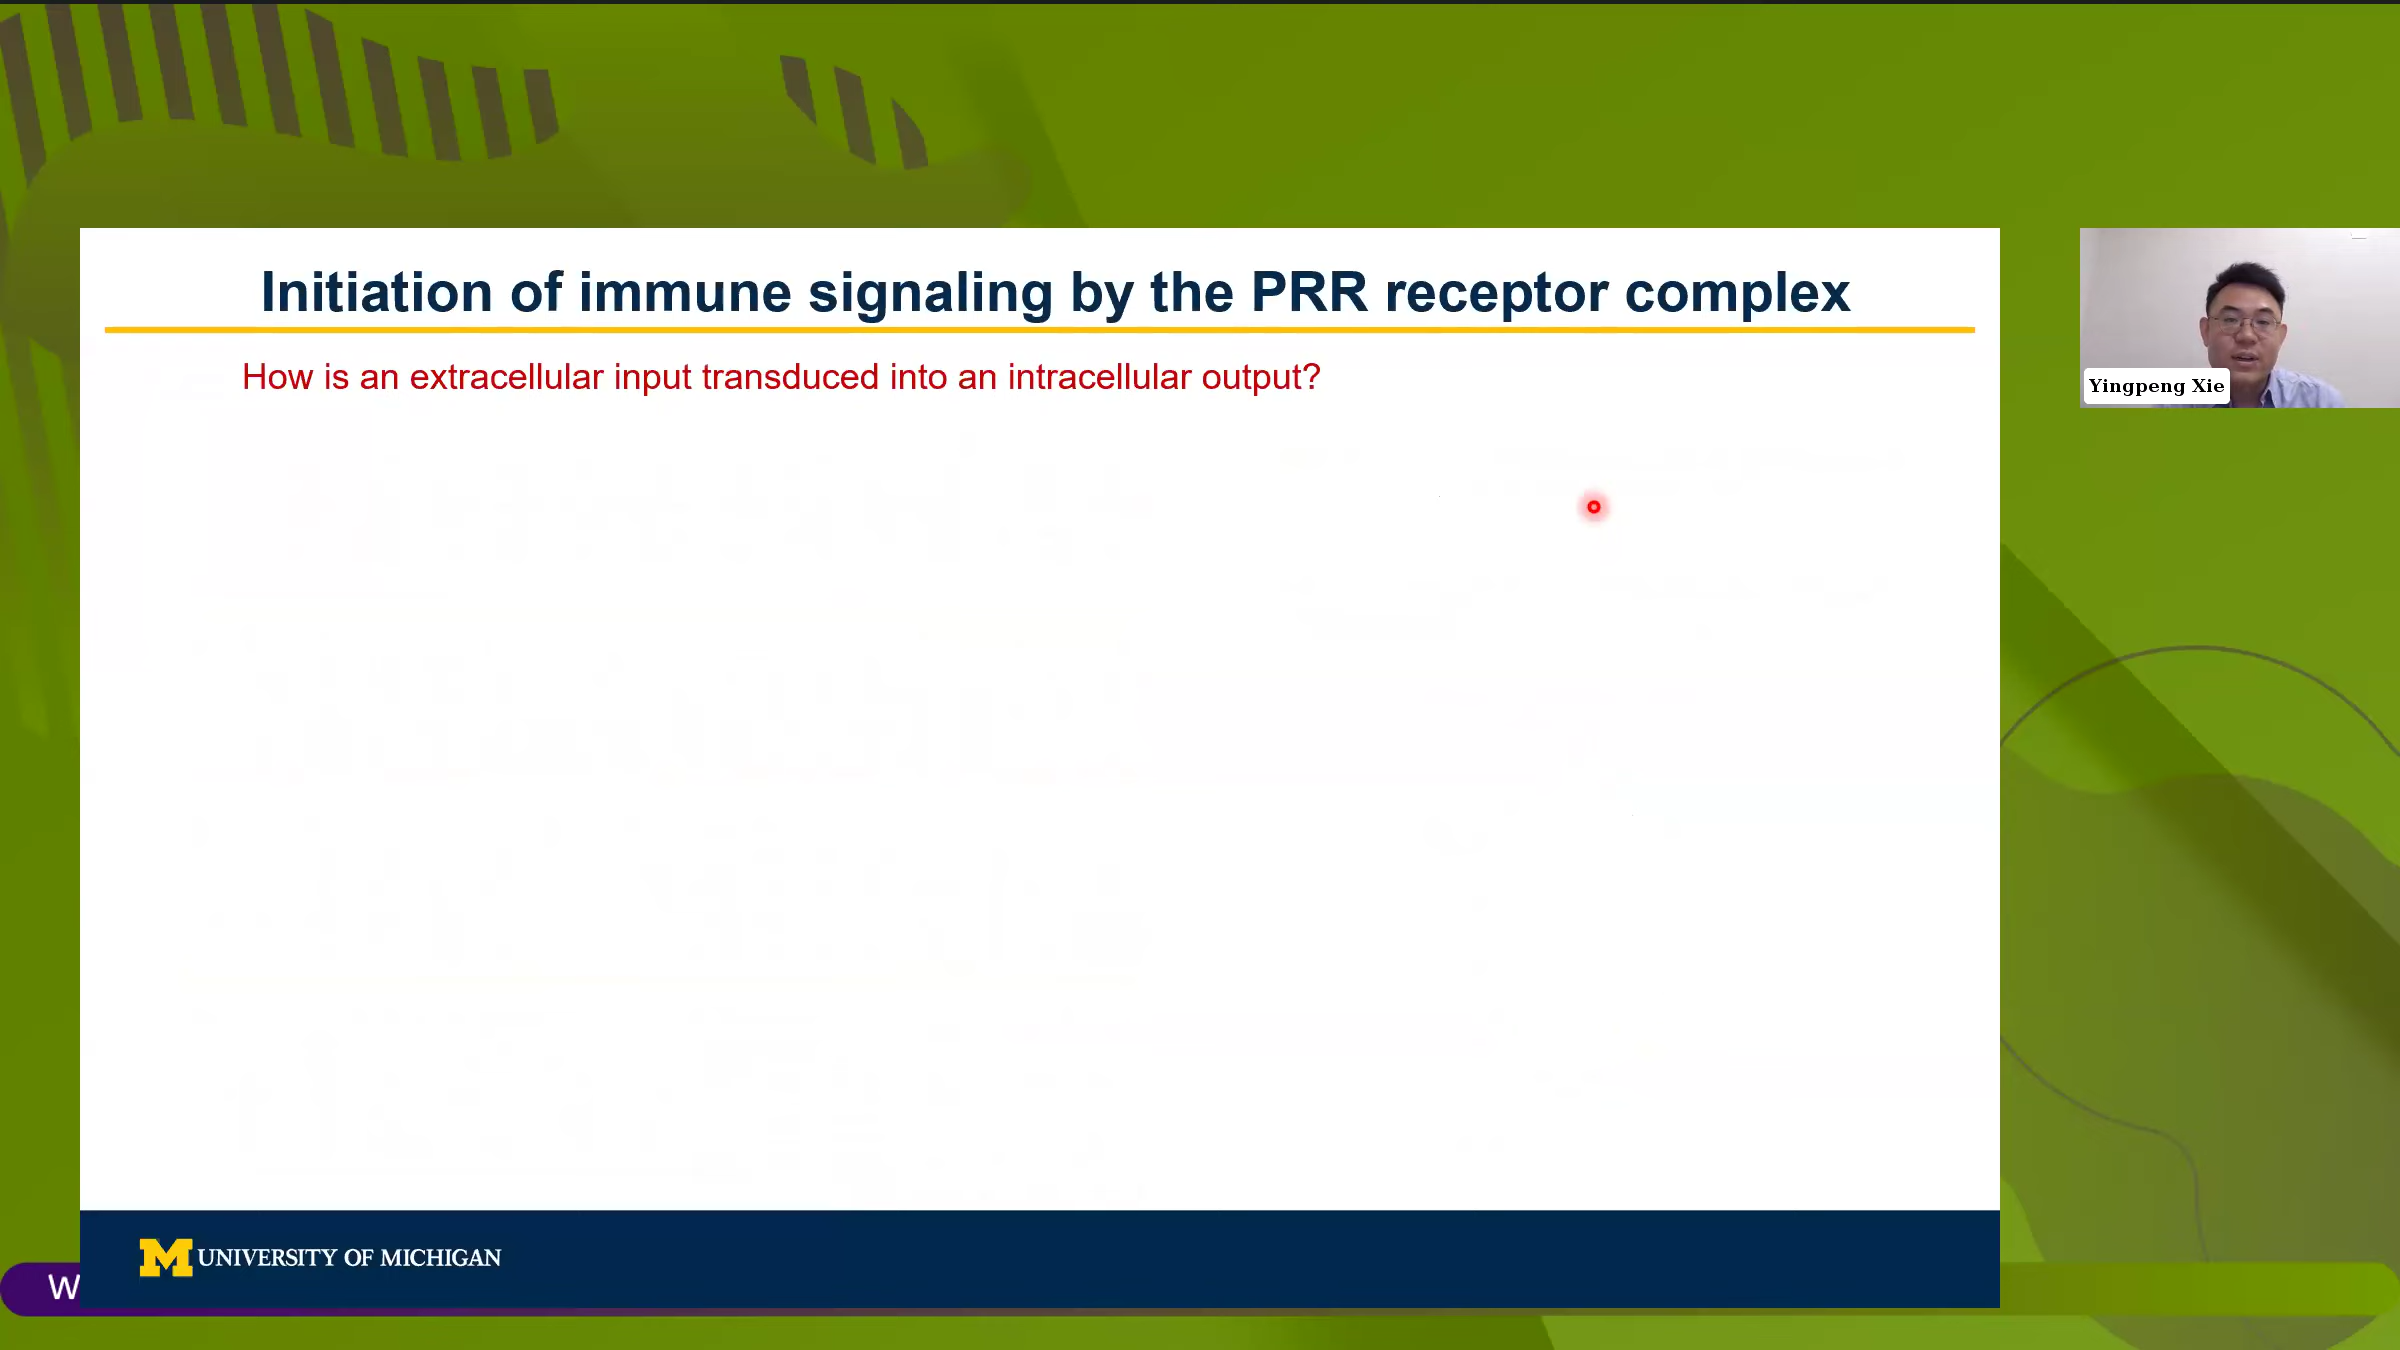 Initiation of immune signaling by the PRR receptor complex
How is an extracellular input transduced into an intracellular output?
Yingpeng Xie
M UNIVERSITY OF MICHIGAN
W